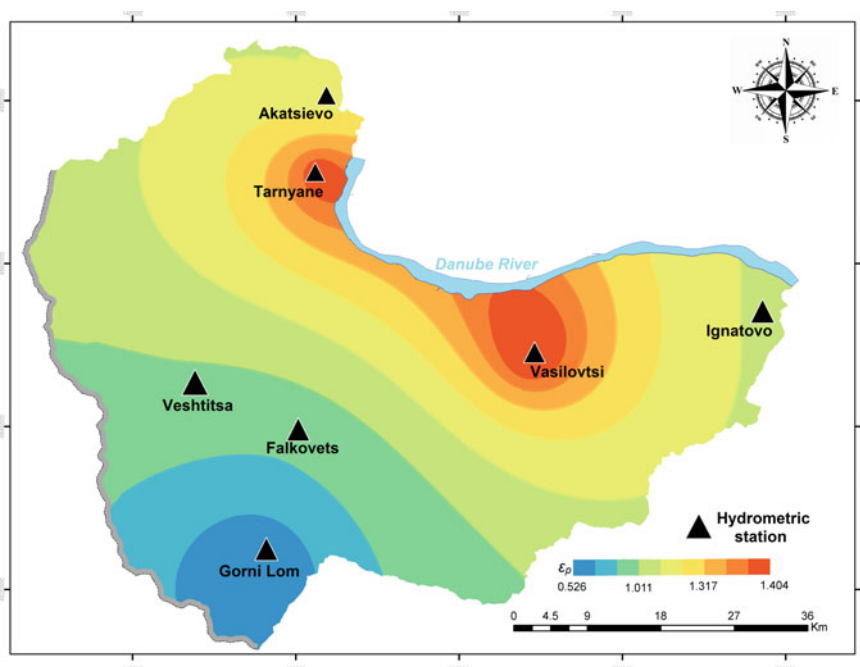 N
W E
S
Akatsievo
Tarnyane
Danube River
Ignatovo
Vasilovtsi
Veshtitsa
Falkovets
Gorni Lom
Hydrometric
station
εp
0.526 1.011 1.317 1.404
0 4.5 9 18 27 36
Km